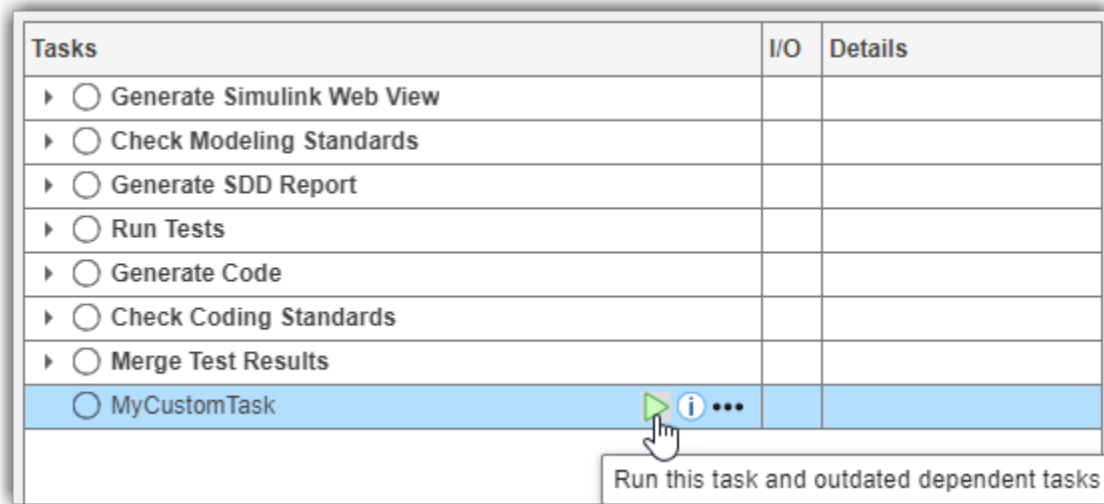 Tasks I/O Details
Generate Simulink Web View
Check Modeling Standards
Generate SDD Report
Run Tests
Generate Code
Check Coding Standards
Merge Test Results
MyCustomTask i •••
Run this task and outdated dependent tasks